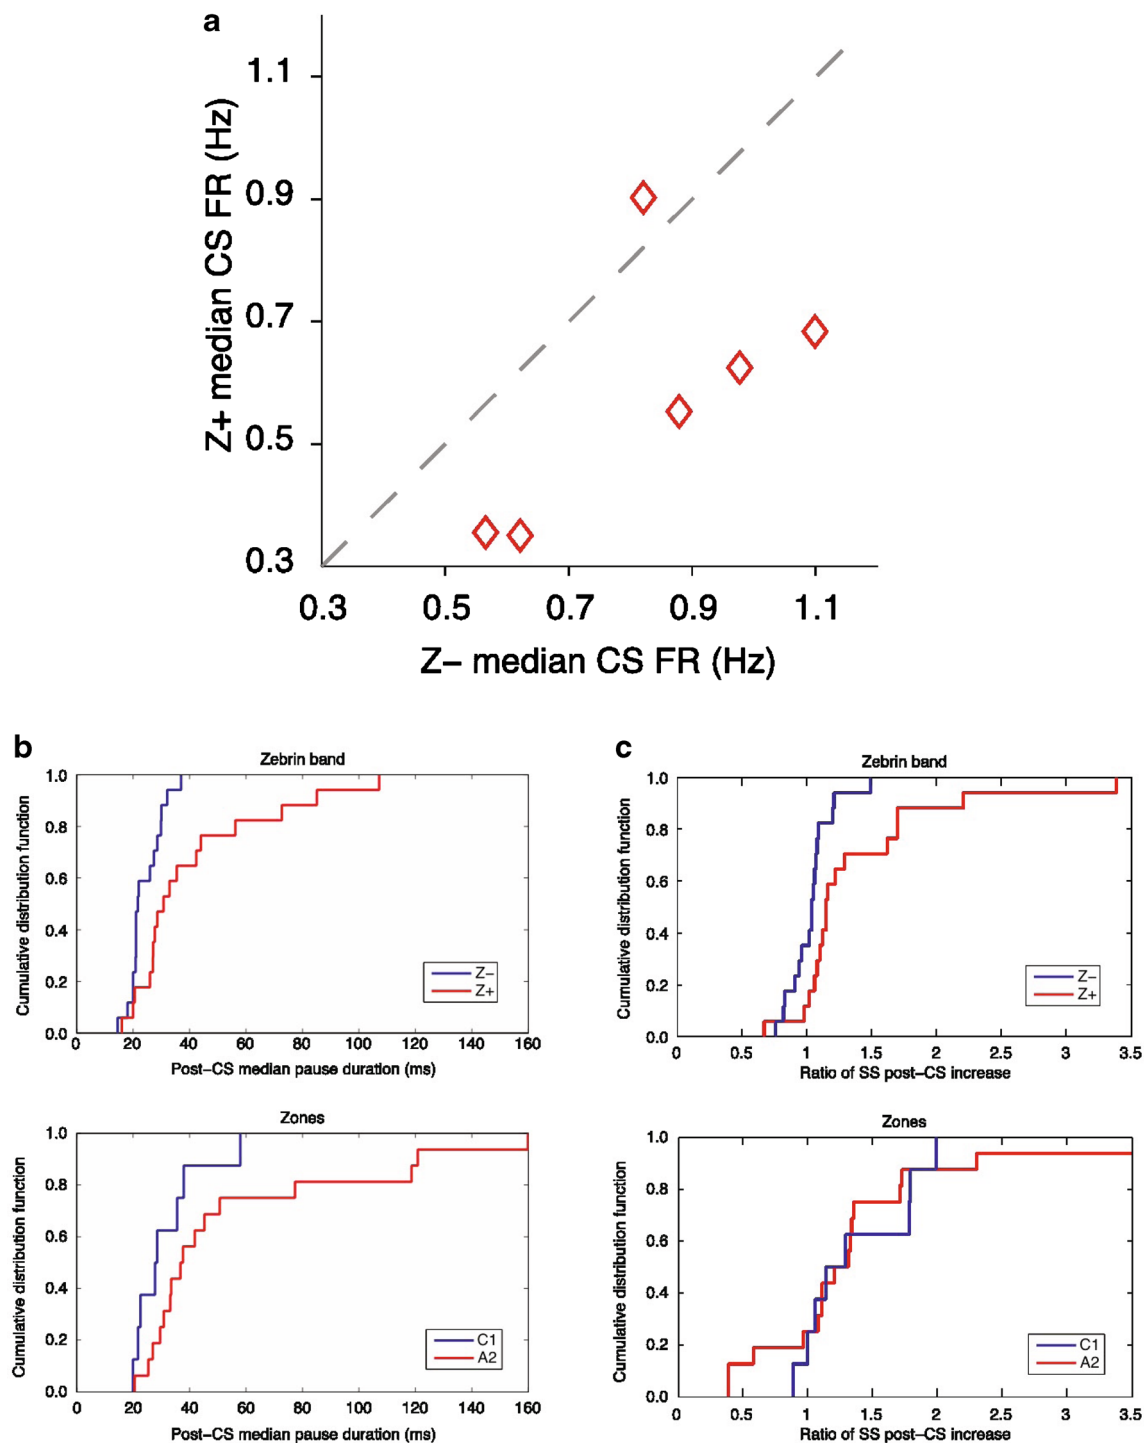 a
Z+ median CS FR (Hz)
1.1
0.9
0.7
0.5
0.3
0.3 0.5 0.7 0.9 1.1
Z− median CS FR (Hz)
b
Zebrin band
Cumulative distribution function
1.0
0.8
0.6
0.4
0.2
0.0
Z−
Z+
0 20 40 60 80 100 120 140 160
Post−CS median pause duration (ms)
c
Zebrin band
Cumulative distribution function
1.0
0.8
0.6
0.4
0.2
0.0
Z−
Z+
0 0.5 1 1.5 2 2.5 3 3.5
Ratio of SS post−CS increase
Zones
Cumulative distribution function
1.0
0.8
0.6
0.4
0.2
0.0
C1
A2
0 20 40 60 80 100 120 140 160
Post−CS median pause duration (ms)
Zones
Cumulative distribution function
1.0
0.8
0.6
0.4
0.2
0.0
C1
A2
0 0.5 1 1.5 2 2.5 3 3.5
Ratio of SS post−CS increase